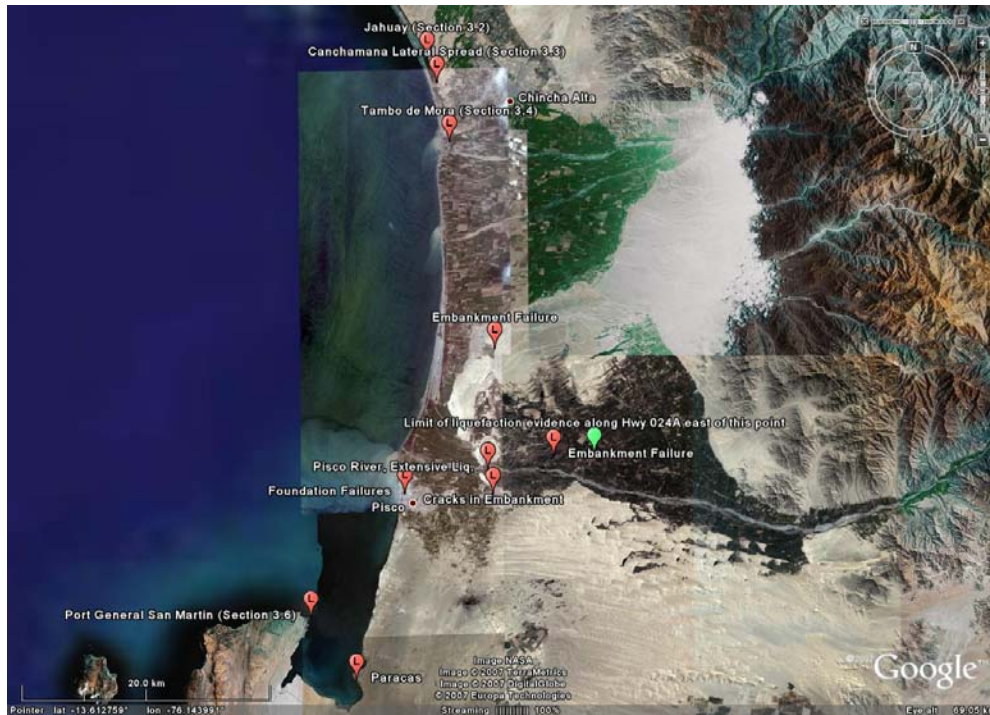 Jahuay (Section 3.2)
Canchamana Lateral Spread (Section 3.3)
Chincha Alta
Tambo de Mora (Section 3.4)
N
Embankment Failure
Limit of liquefaction evidence along Hwy 024A east of this point
Embankment Failure
Pisco River, Extensive Liq.
Foundation Failures
Cracks in Embankment
Pisco
Port General San Martin (Section 3.6)
Paracas
Image NASA
Image © 2007 TerraMetrics
Image © 2007 DigitalGlobe
© 2007 Europa Technologies
Google
20.0 km
Pointer lat -13.612759° lon -76.143991° Streaming 100% Eye alt 69.05 k
L
L
L
L
L
L
L
L
L
L